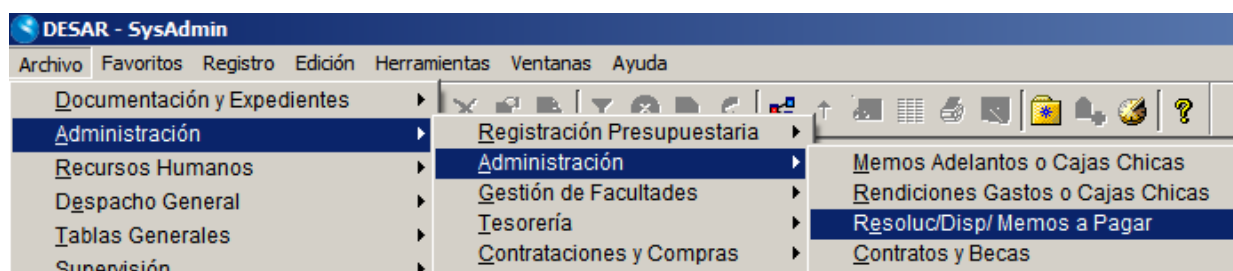 DESAR - SysAdmin
Archivo Favoritos Registro Edición Herramientas Ventanas Ayuda
Documentación y Expedientes
Administración
Recursos Humanos
Despacho General
Tablas Generales
Supervisión
Registración Presupuestaria
Administración
Gestión de Facultades
Tesorería
Contrataciones y Compras
Memos Adelantos o Cajas Chicas
Rendiciones Gastos o Cajas Chicas
Resoluc/Disp/ Memos a Pagar
Contratos y Becas